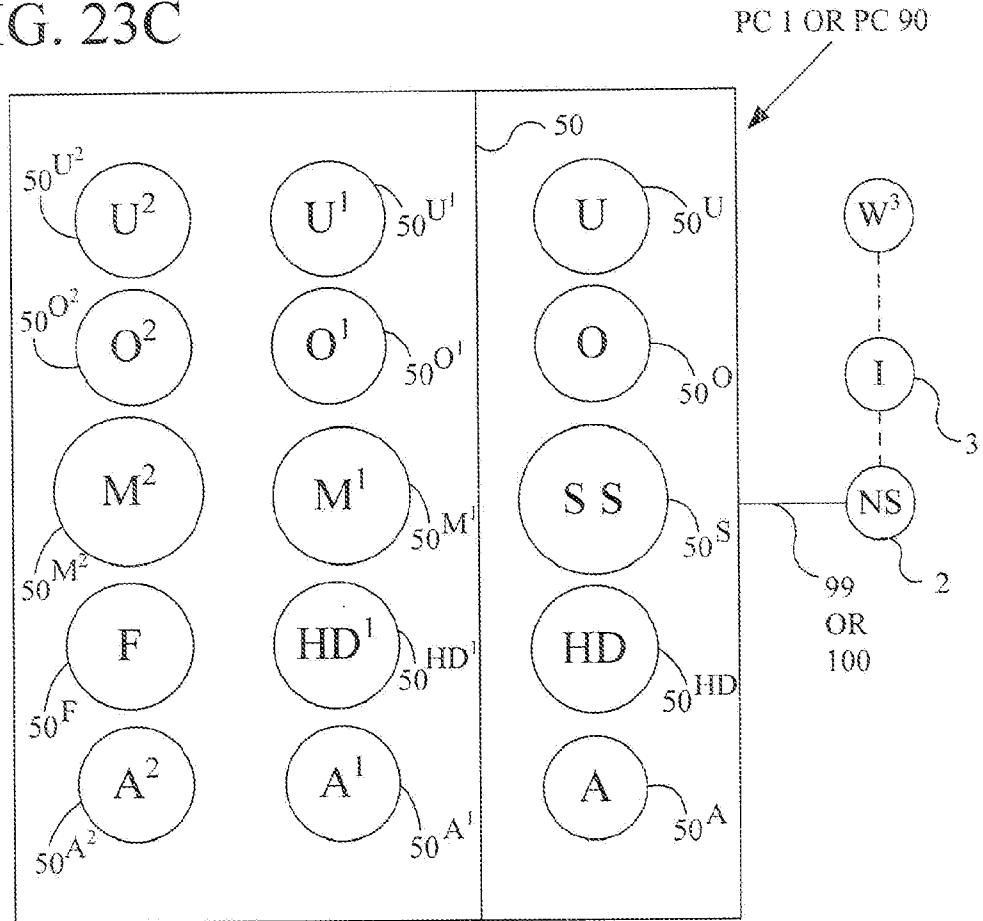 IG. 23C
PC 1 OR PC 90
50
50U²
U²
U¹
50U¹
U
50U
W³
50O²
O²
O¹
50O¹
O
50O
I
3
M²
50M²
M¹
50M¹
S S
50S
NS
2
99
OR
100
F
50F
HD¹
50HD¹
HD
50HD
A²
50A²
A¹
50A¹
A
50A